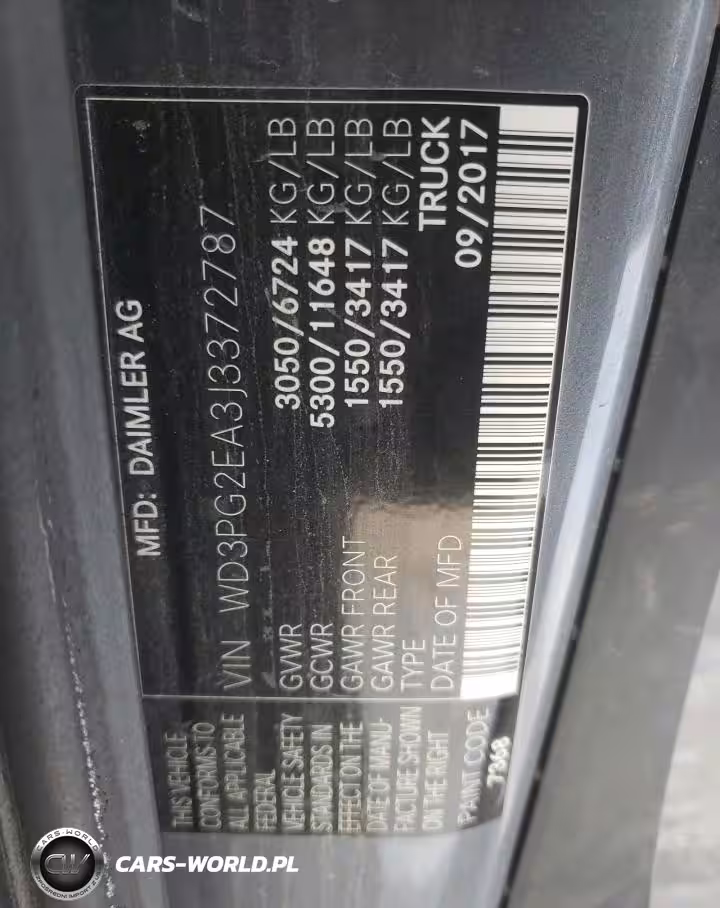 MFD: DAIMLER AG
VIN WD3PG2EA3J3372787
GVWR 3050/6724 KG/LB
GCWR 5300/11648 KG/LB
GAWR FRONT 1550/3417 KG/LB
GAWR REAR 1550/3417 KG/LB
TYPE TRUCK
DATE OF MFD 09/2017
THIS VEHICLE
CONFORMS TO
ALL APPLICABLE
FEDERAL
VEHICLE SAFETY
STANDARDS IN
EFFECT ON THE
DATE OF MANU-
FACTURE SHOWN
ON THE RIGHT
PAINT CODE
7368
CARS-WORLD
CW
CARS-WORLD.PL